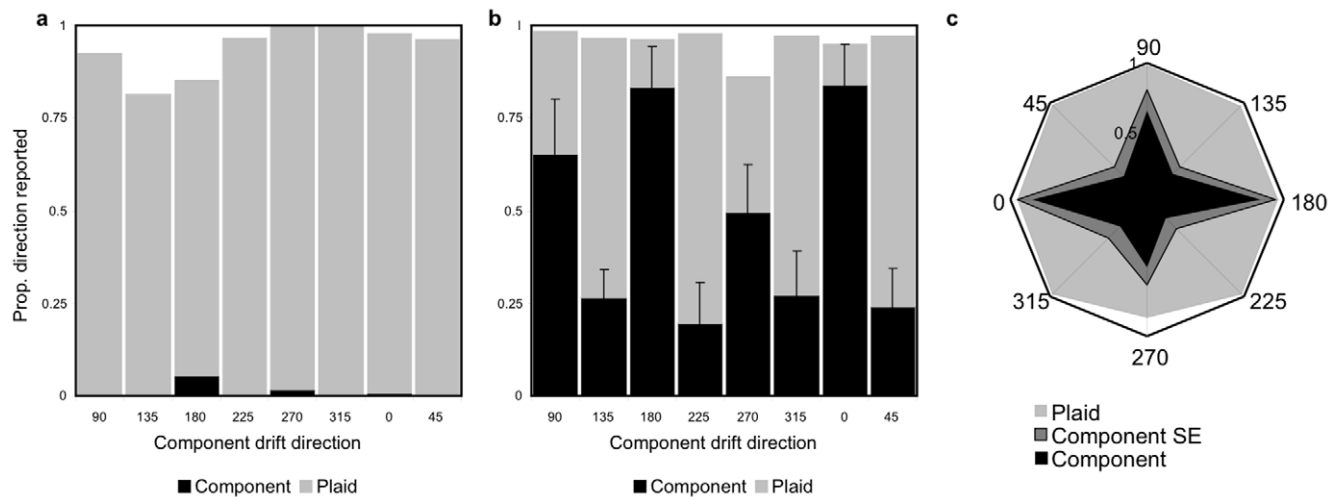 a
1
0.75
0.5
0.25
0
Prop. direction reported
90 135 180 225 270 315 0 45
Component drift direction
Component Plaid
b
1
0.75
0.5
0.25
0
90 135 180 225 270 315 0 45
Component drift direction
Component Plaid
c
90
1
45 135
0.5
0 180
315 225
270
Plaid
Component SE
Component